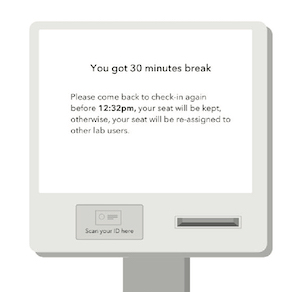 You got 30 minutes break
Please come back to check-in again
before 12:32pm, your seat will be kept,
otherwise, your seat will be re-assigned to
other lab users.
Scan your ID here